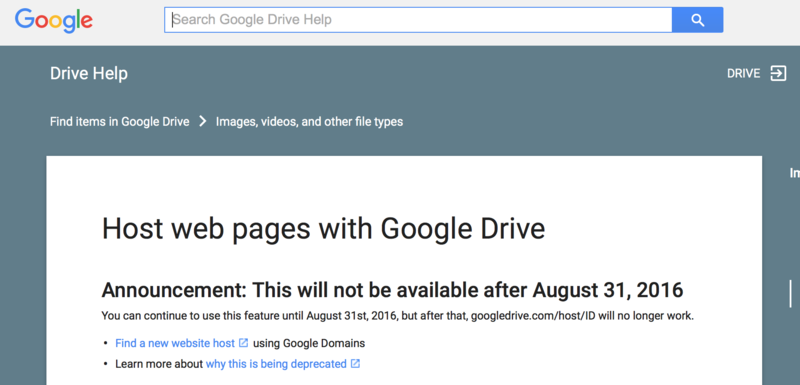 Google
Search Google Drive Help
Drive Help
DRIVE
Find items in Google Drive
Images, videos, and other file types
Im
Host web pages with Google Drive
Announcement: This will not be available after August 31, 2016
You can continue to use this feature until August 31st, 2016, but after that, googledrive.com/host/ID will no longer work.
• Find a new website host using Google Domains
• Learn more about why this is being deprecated